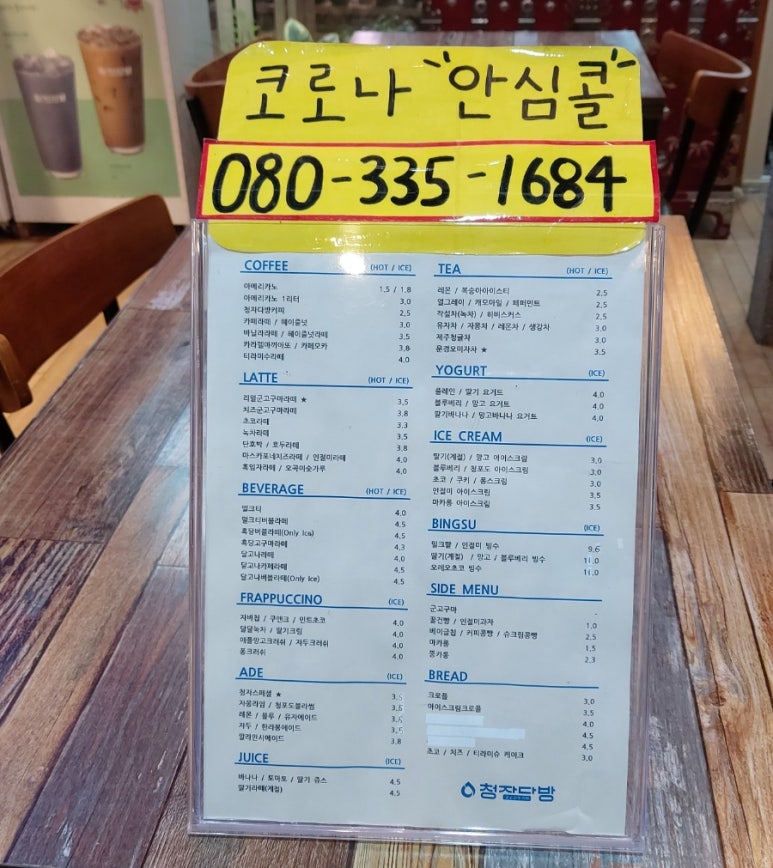 코로나 "안심콜"
080-335-1684
COFFEE (HOT / ICE)
아메리카노 1.5 / 1.8
아메리카노 1리터 3.0
청자다방커피 2.5
카페라떼 / 헤이즐넛 3.0
바닐라라떼 / 헤이즐넛라떼 3.5
카라멜마끼아또 / 카페모카 3.8
티라미수라떼 4.0
LATTE (HOT / ICE)
리얼군고구마라떼 ★ 3.5
치즈군고구마라떼 3.8
초코라떼 3.3
녹차라떼 3.5
단호박 / 호두라떼 3.8
마스카포네치즈라떼 / 인절미라떼 4.0
흑임자라떼 / 오곡미숫가루 4.0
BEVERAGE (HOT / ICE)
밀크티 4.0
밀크티버블라떼 4.5
흑당버블라떼(Only Ice) 4.5
흑당고구마라떼 4.3
달고나라떼 4.0
달고나카페라떼 4.5
달고나버블라떼(Only Ice) 4.5
FRAPPUCCINO (ICE)
자바칩 / 쿠앤크 / 민트초코 4.0
달달녹차 / 딸기크림 4.0
애플망고크러쉬 / 자두크러쉬 4.0
퐁크러쉬 4.0
ADE (ICE)
청자스페셜 ★ 3.5
자몽라임 / 청포도블라썸 3.5
레몬 / 블루 / 유자에이드 3.5
자두 / 한라봉에이드 3.5
알래인시에이드 3.8
JUICE (ICE)
바나나 / 토마토 / 딸기 쥬스 4.5
딸기라떼(계절) 4.5
TEA (HOT / ICE)
레몬 / 복숭아아이스티 2.5
얼그레이 / 캐모마일 / 페퍼민트 2.5
작설차(녹차) / 히비스커스 2.5
유자차 / 자몽차 / 레몬차 / 생강차 3.0
제주청귤차 3.0
문경오미자차 ★ 3.5
YOGURT (ICE)
플레인 / 딸기 요거트 4.0
블루베리 / 망고 요거트 4.0
딸기바나나 / 망고바나나 요거트 4.0
ICE CREAM (ICE)
딸기(계절) / 망고 아이스크림 3.0
블루베리 / 청포도 아이스크림 3.0
초코 / 쿠키 / 퐁스크림 3.0
인절미 아이스크림 3.5
마카롱 아이스크림 3.5
BINGSU (ICE)
밀크팥 / 인절미 빙수 9.6
딸기(계절) / 망고 / 블루베리 빙수 11.0
오레오초코 빙수 11.0
SIDE MENU
군고구마 -
꿀건빵 / 인절미과자 1.0
베이글칩 / 커피콩빵 / 슈크림콩빵 2.5
마카롱 1.5
뚱카롱 2.3
BREAD
크로플 3.0
아이스크림크로플 3.5
4.0
4.5
4.5
초코 / 치즈 / 티라미슈 케이크 3.0
청자다방